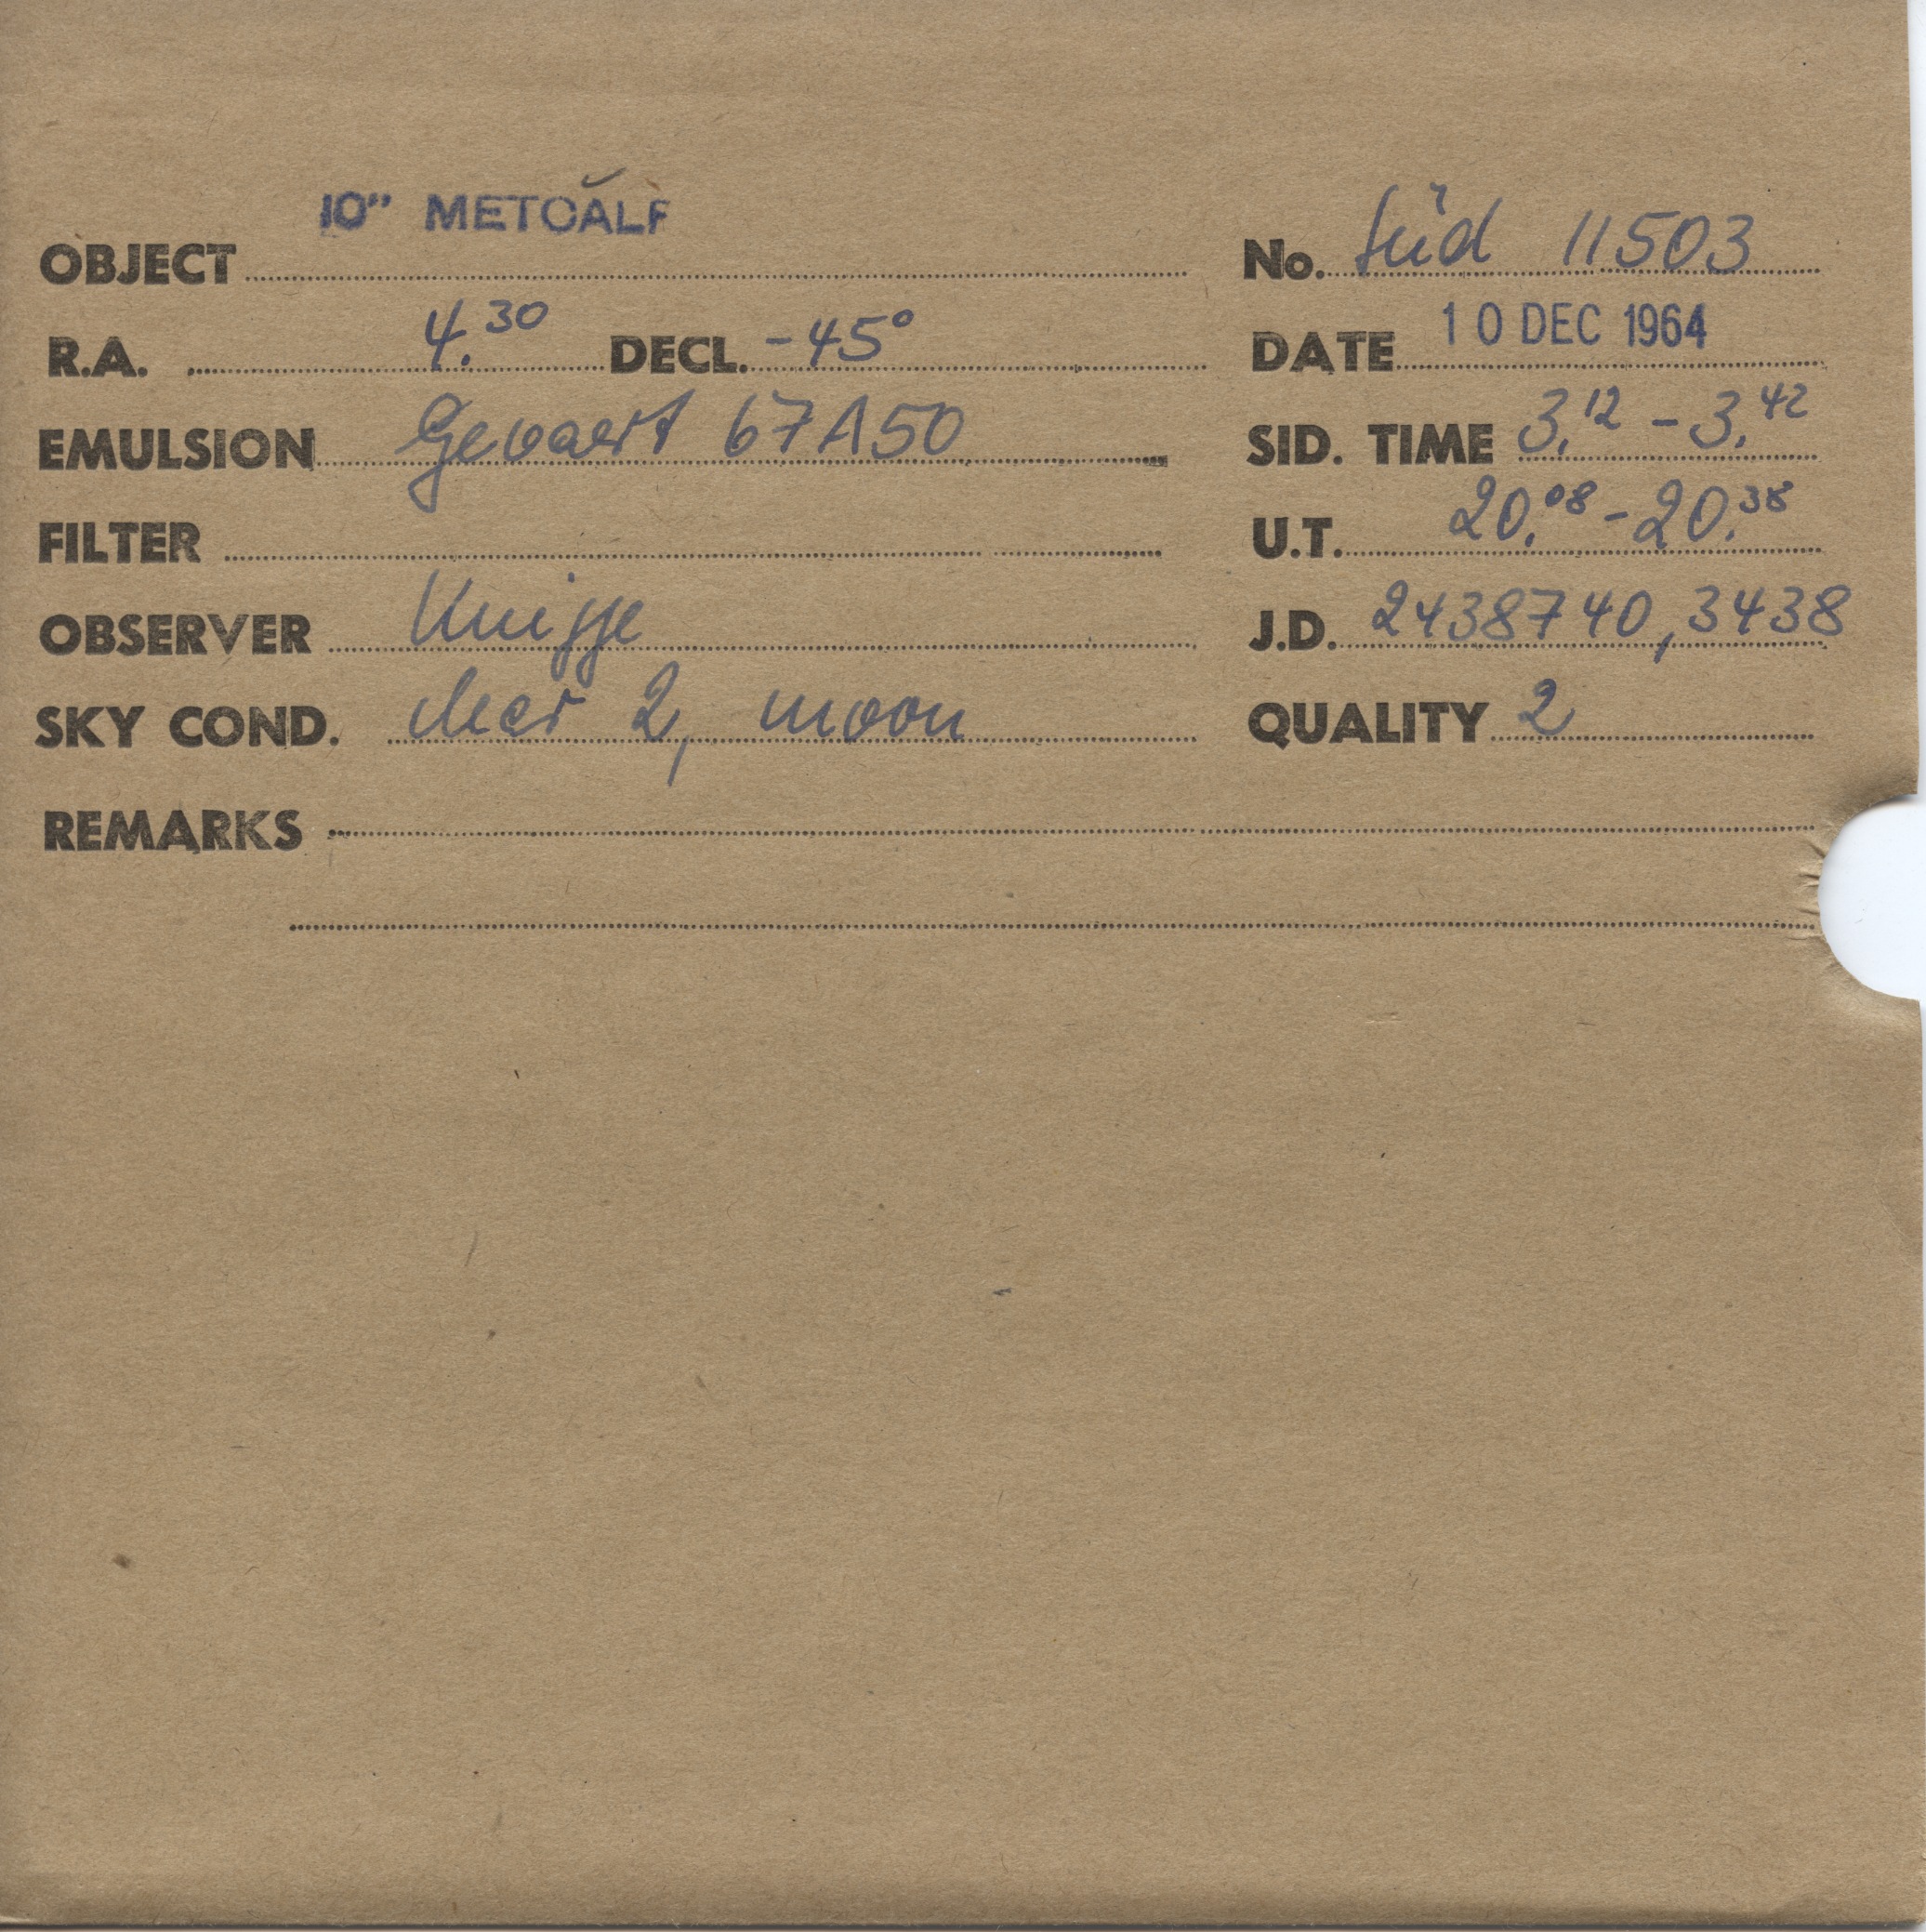 10" METCALF
OBJECT No. Süd 11503
R.A. 4.30 DECL. -45° DATE 10 DEC 1964
EMULSION Gevaert 67A50 SID. TIME 3.12 - 3.42
FILTER U.T. 20.08 - 20.38
OBSERVER J.D. 2438740,3438
SKY COND. clear 2, moon QUALITY 2
REMARKS